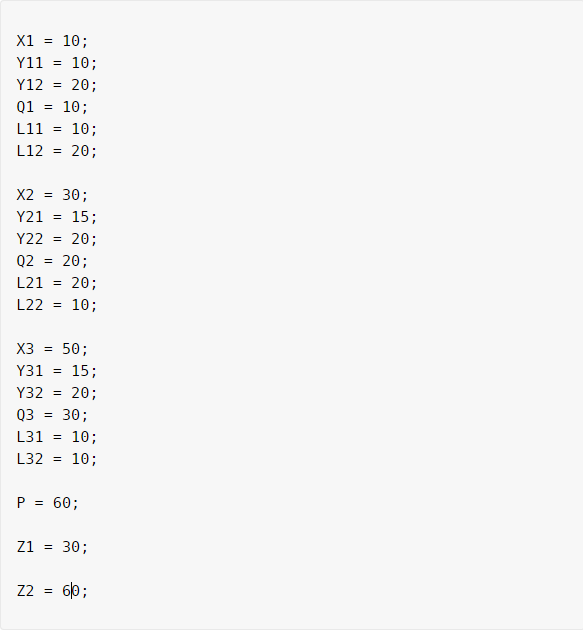 X1 = 10;
Y11 = 10;
Y12 = 20;
Q1 = 10;
L11 = 10;
L12 = 20;
X2 = 30;
Y21 = 15;
Y22 = 20;
Q2 = 20;
L21 = 20;
L22 = 10;
X3 = 50;
Y31 = 15;
Y32 = 20;
Q3 = 30;
L31 = 10;
L32 = 10;
P = 60;
Z1 = 30;
Z2 = 60;